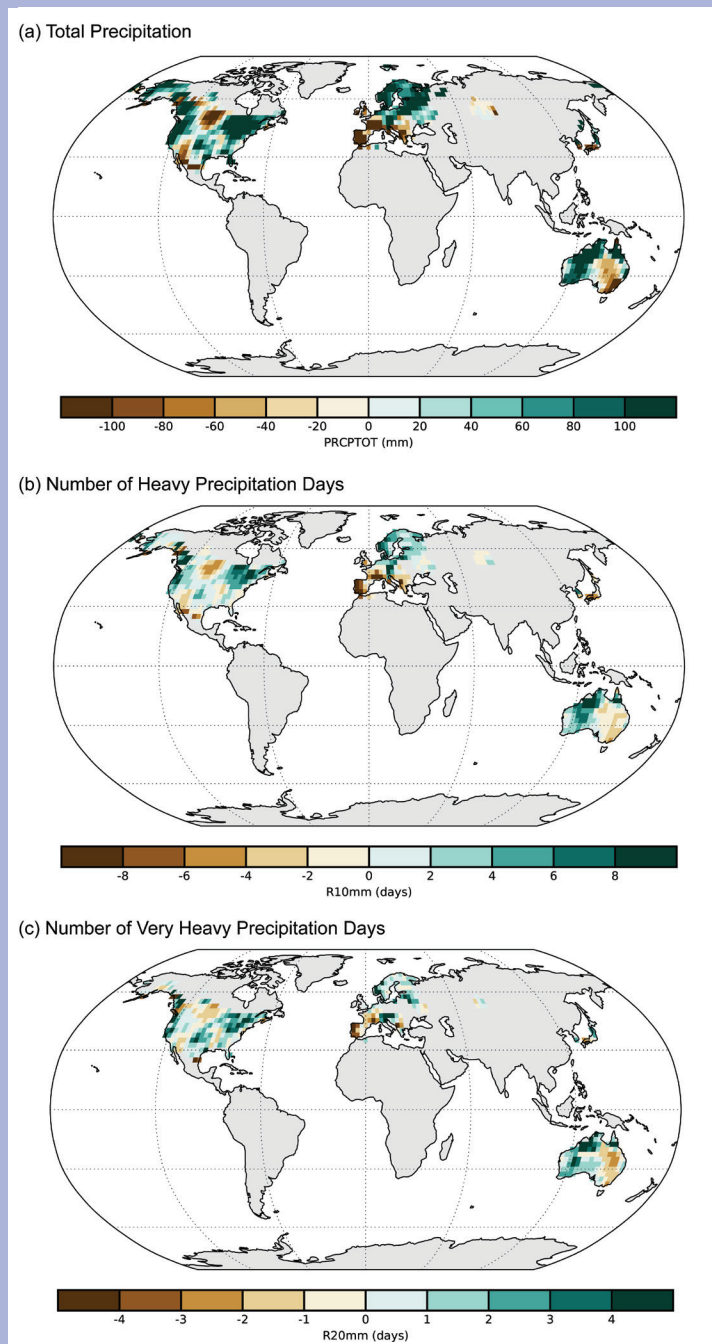 (a) Total Precipitation
-100 -80 -60 -40 -20 0 20 40 60 80 100
PRCPTOT (mm)
(b) Number of Heavy Precipitation Days
-8 -6 -4 -2 0 2 4 6 8
R10mm (days)
(c) Number of Very Heavy Precipitation Days
-4 -3 -2 -1 0 1 2 3 4
R20mm (days)